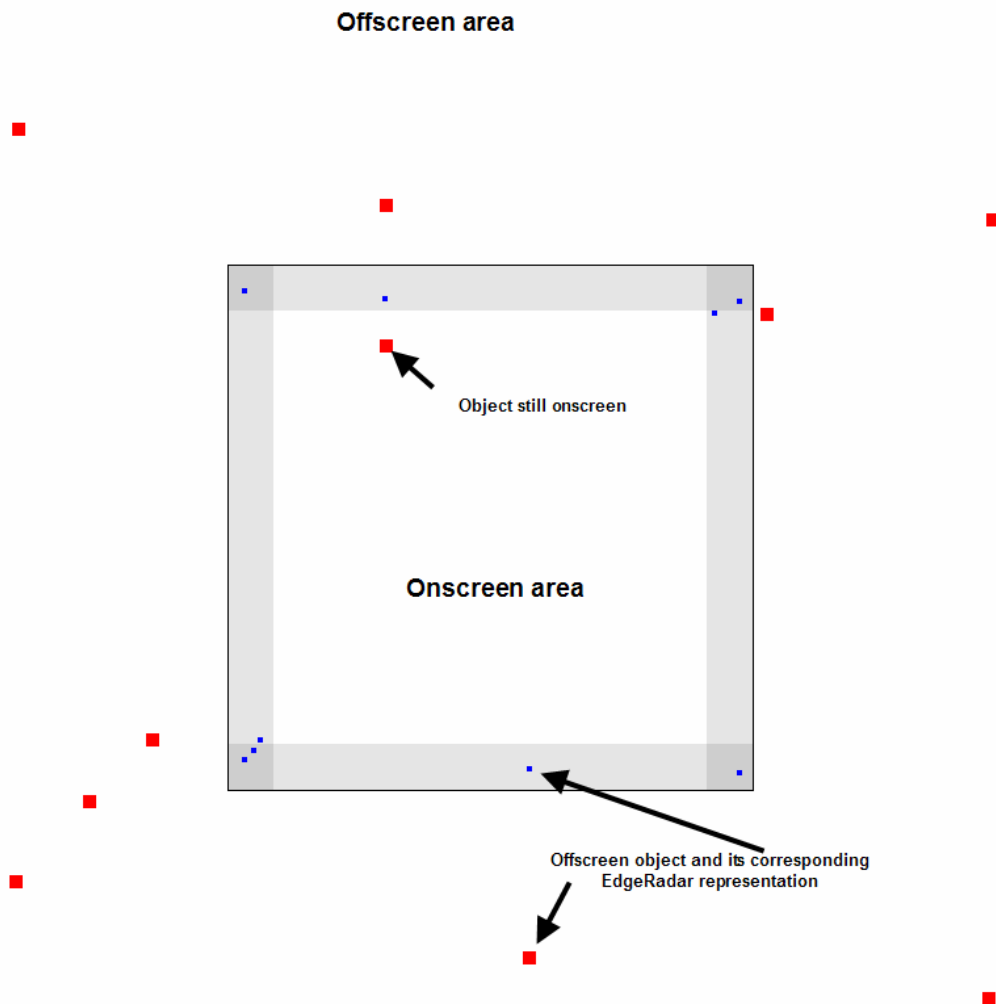 Offscreen area
Object still onscreen
Onscreen area
Offscreen object and its corresponding
EdgeRadar representation